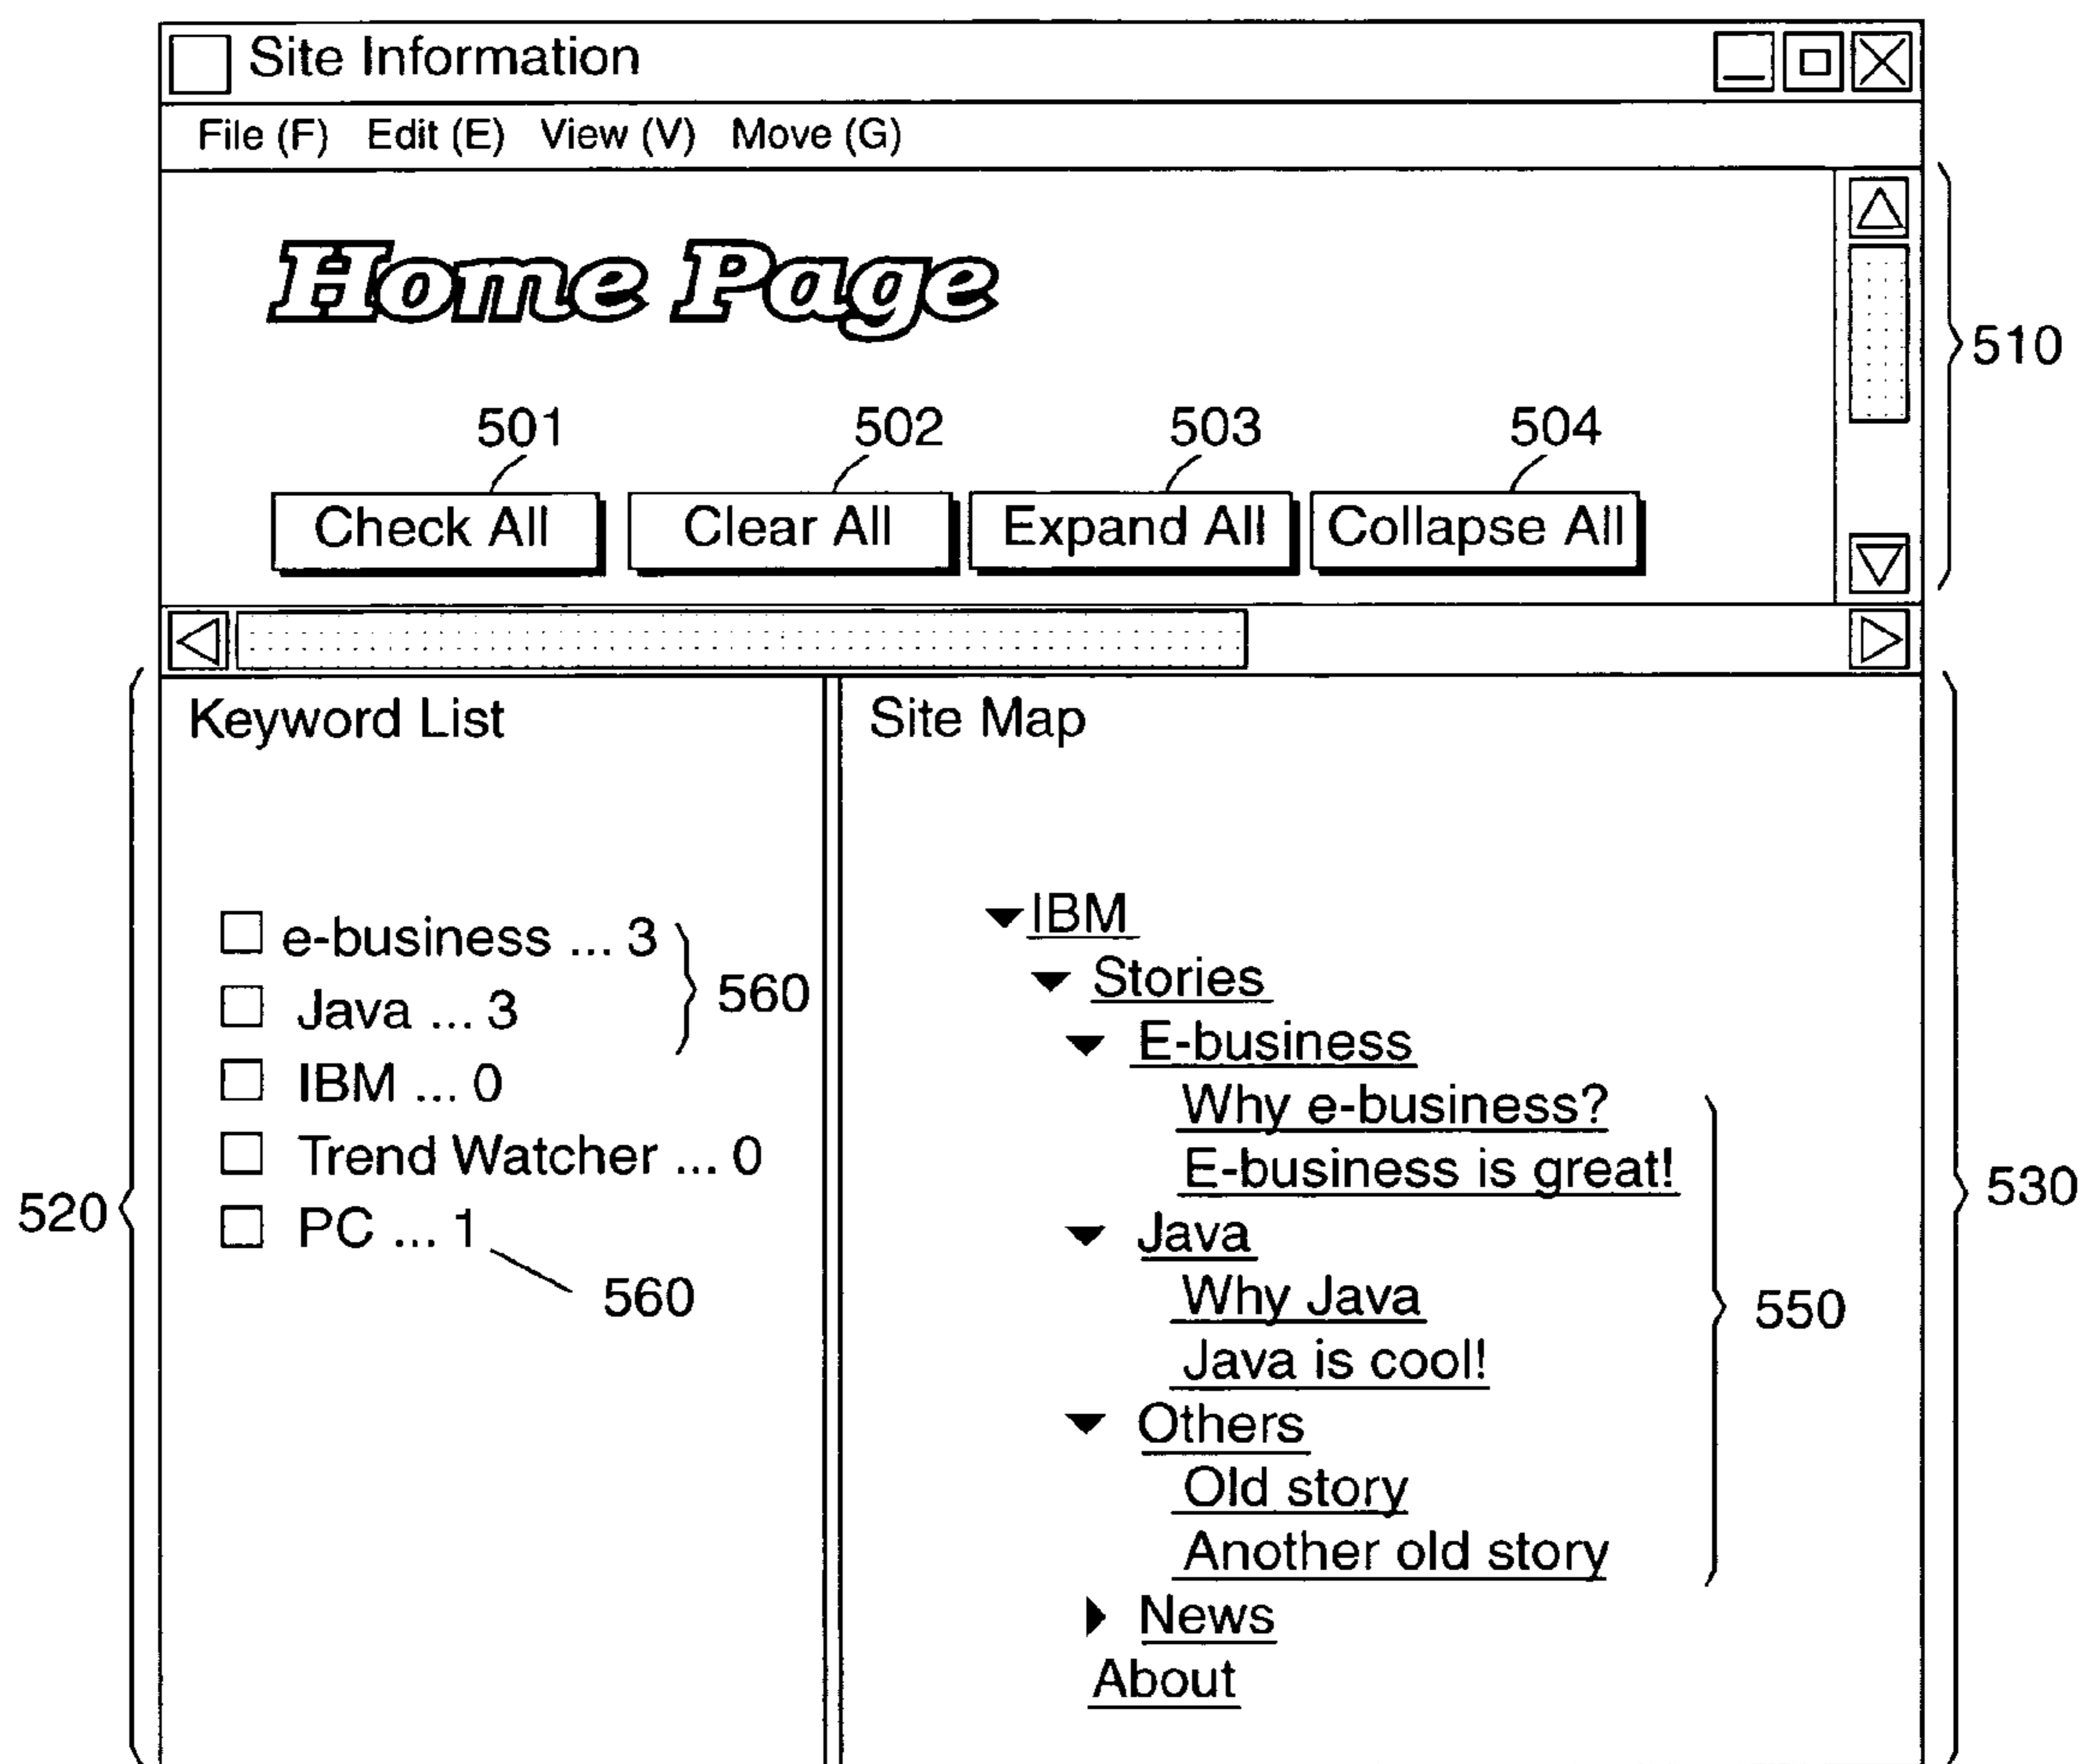 Site Information
File (F) Edit (E) View (V) Move (G)
Home Page
510
501 502 503 504
Check All Clear All Expand All Collapse All
Keyword List
e-business ... 3
Java ... 3
560
IBM ... 0
Trend Watcher ... 0
PC ... 1
560
520
Site Map
IBM
Stories
E-business
Why e-business?
E-business is great!
Java
Why Java
Java is cool!
Others
Old story
Another old story
News
About
550
530